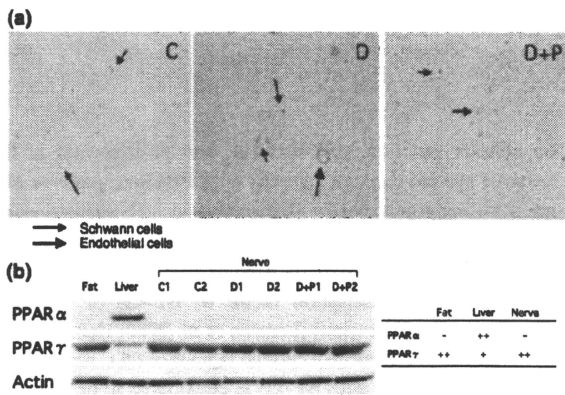 (a)
C
D
D+P
Schwann cells
Endothelial cells
(b)
Nerve
Fat Liver C1 C2 D1 D2 D+P1 D+P2
PPARα
PPARγ
Actin
Fat Liver Nerve
PPARα - ++ -
PPARγ ++ + ++